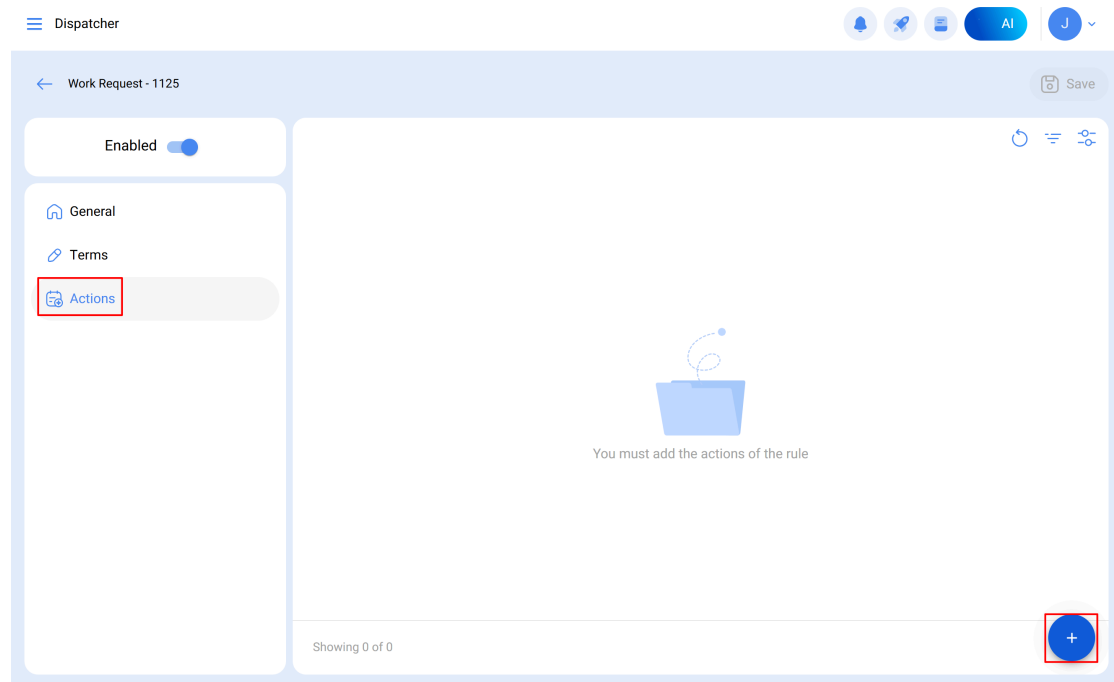 Dispatcher
AI
J
Work Request - 1125
Save
Enabled
General
Terms
Actions
You must add the actions of the rule
Showing 0 of 0
+